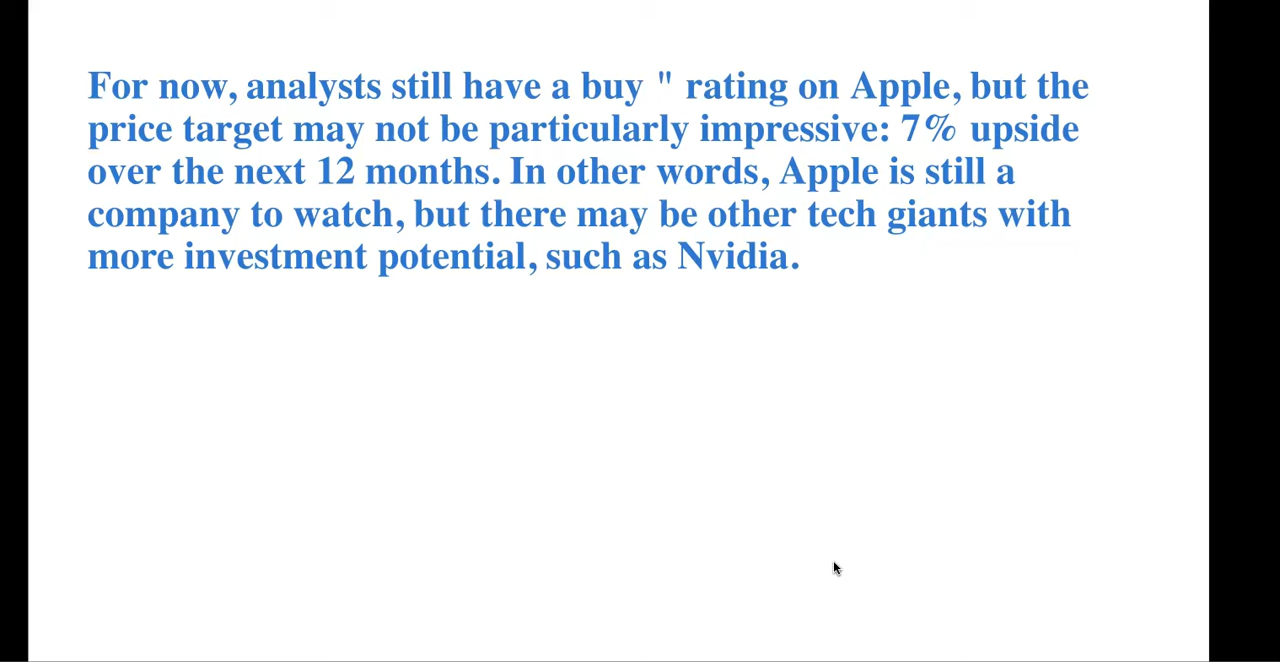 For now, analysts still have a buy " rating on Apple, but the
price target may not be particularly impressive: 7% upside
over the next 12 months. In other words, Apple is still a
company to watch, but there may be other tech giants with
more investment potential, such as Nvidia.